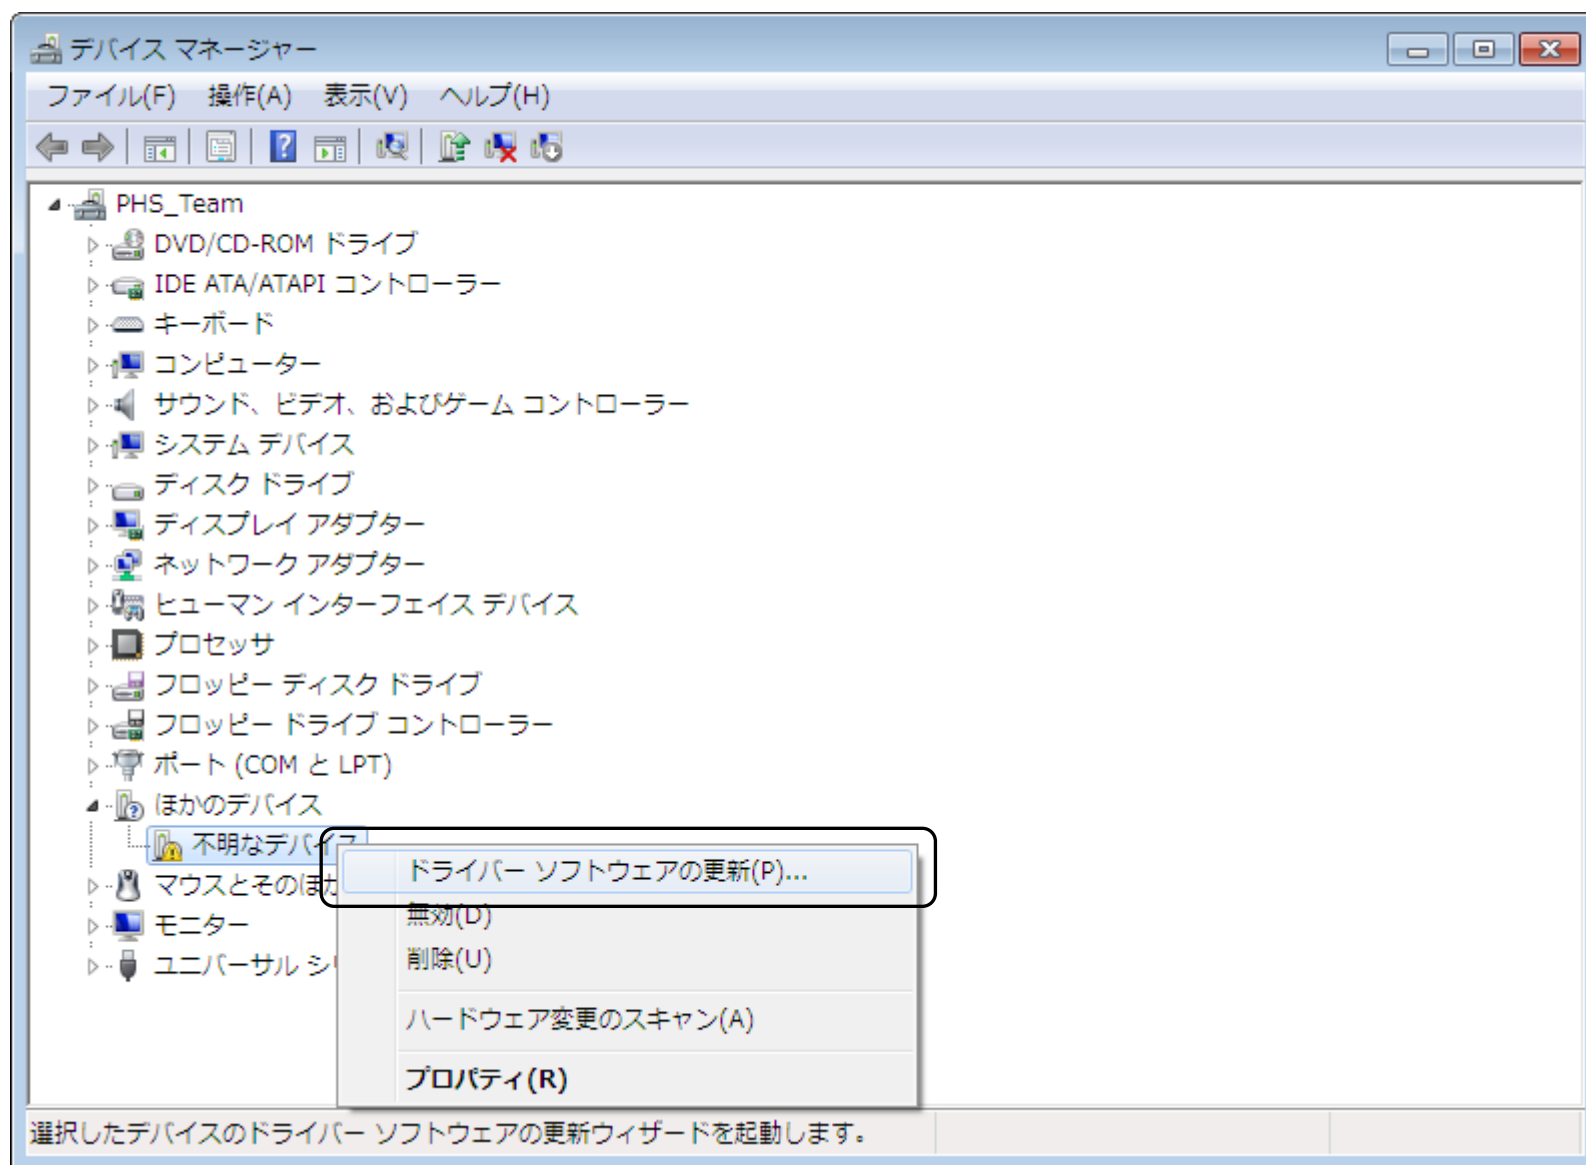 デバイス マネージャー
ファイル(F) 操作(A) 表示(V) ヘルプ(H)
PHS_Team
DVD/CD-ROM ドライブ
IDE ATA/ATAPI コントローラー
キーボード
コンピューター
サウンド、ビデオ、およびゲーム コントローラー
システム デバイス
ディスク ドライブ
ディスプレイ アダプター
ネットワーク アダプター
ヒューマン インターフェイス デバイス
プロセッサ
フロッピー ディスク ドライブ
フロッピー ドライブ コントローラー
ポート (COM と LPT)
ほかのデバイス
不明なデバイス
ドライバー ソフトウェアの更新(P)...
マウスとそのほか
無効(D)
モニター
削除(U)
ユニバーサル シリ
ハードウェア変更のスキャン(A)
プロパティ(R)
選択したデバイスのドライバー ソフトウェアの更新ウィザードを起動します。